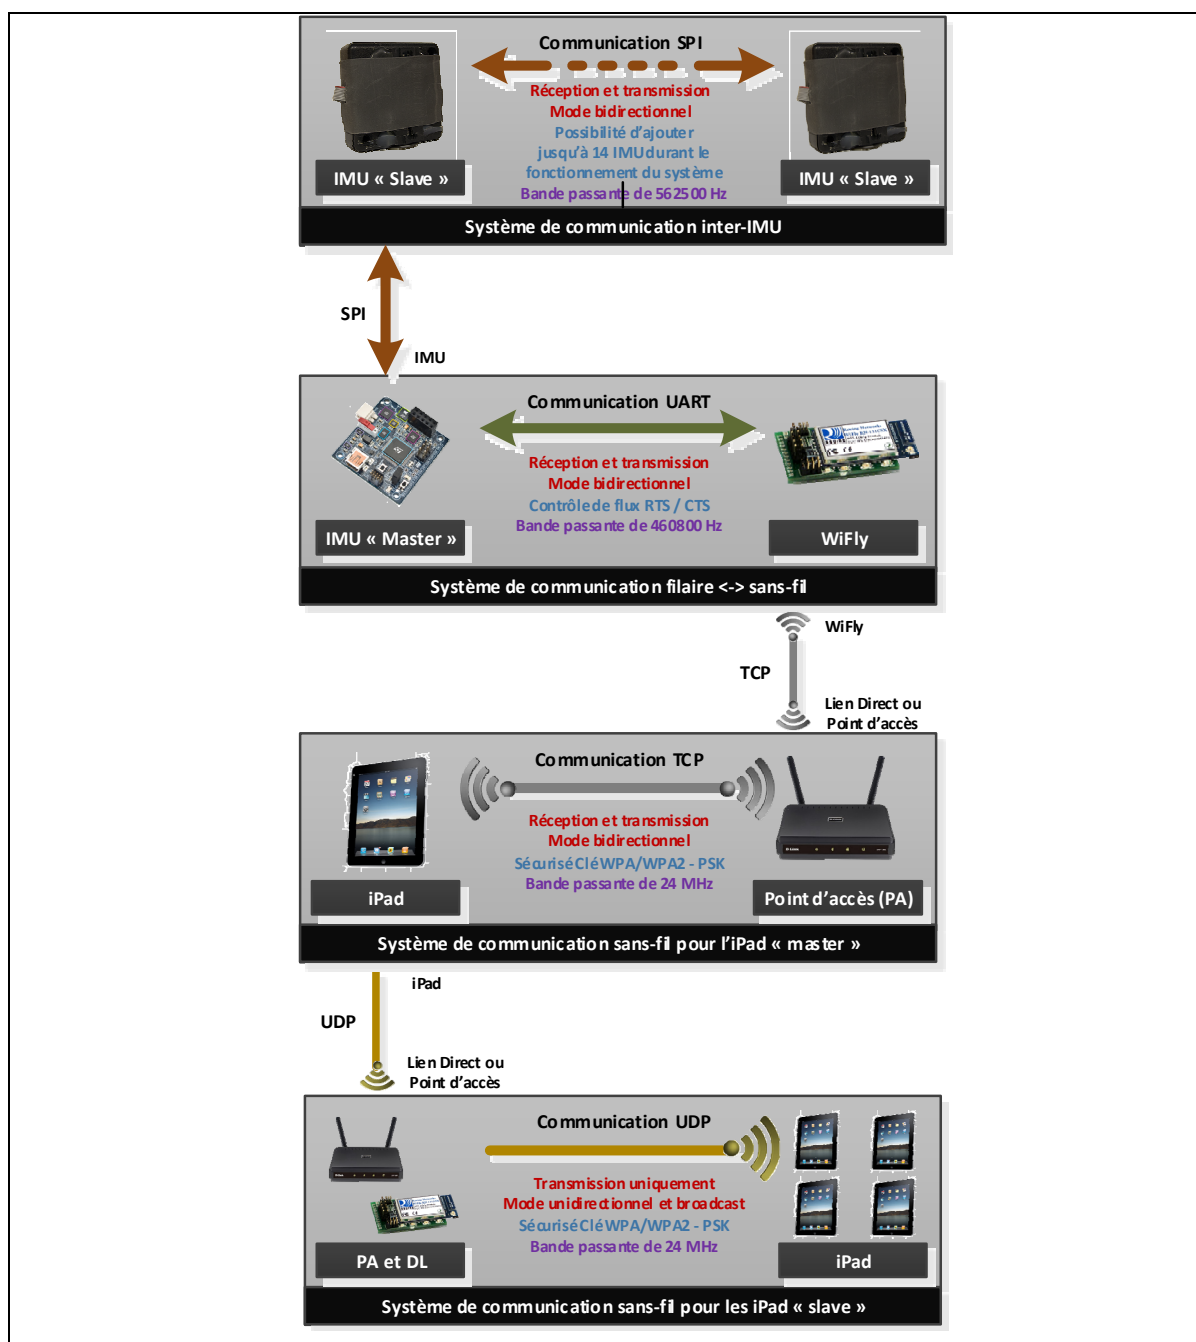 Communication SPI
Réception et transmission
Mode bidirectionnel
Possibilité d'ajouter
jusqu'à 14 IMU durant le
fonctionnement du système
Bande passante de 562500 Hz
IMU « Slave »
IMU « Slave »
Système de communication inter-IMU
SPI
IMU
Communication UART
Réception et transmission
Mode bidirectionnel
Contrôle de flux RTS / CTS
Bande passante de 460800 Hz
IMU « Master »
WiFly
Système de communication filaire <-> sans-fil
WiFly
TCP
Lien Direct ou
Point d'accès
Communication TCP
Réception et transmission
Mode bidirectionnel
Sécurisé Clé WPA/WPA2 - PSK
Bande passante de 24 MHz
iPad
Point d'accès (PA)
Système de communication sans-fil pour l'iPad « master »
iPad
UDP
Lien Direct ou
Point d'accès
Communication UDP
Transmission uniquement
Mode unidirectionnel et broadcast
Sécurisé Clé WPA/WPA2 - PSK
Bande passante de 24 MHz
PA et DL
iPad
Système de communication sans-fil pour les iPad « slave »